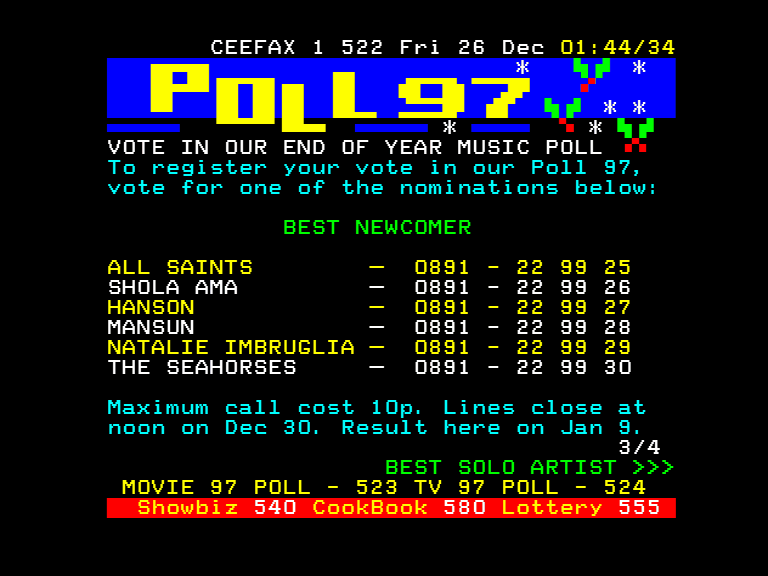 CEEFAX 1 522 Fri 26 Dec 01:44/34
POLL 97
VOTE IN OUR END OF YEAR MUSIC POLL
To register your vote in our Poll 97,
vote for one of the nominations below:
BEST NEWCOMER
ALL SAINTS – 0891 - 22 99 25
SHOLA AMA – 0891 - 22 99 26
HANSON – 0891 - 22 99 27
MANSUN – 0891 - 22 99 28
NATALIE IMBRUGLIA – 0891 - 22 99 29
THE SEAHORSES – 0891 - 22 99 30
Maximum call cost 10p. Lines close at
noon on Dec 30. Result here on Jan 9.
3/4
BEST SOLO ARTIST >>>
MOVIE 97 POLL - 523 TV 97 POLL - 524
Showbiz 540 CookBook 580 Lottery 555